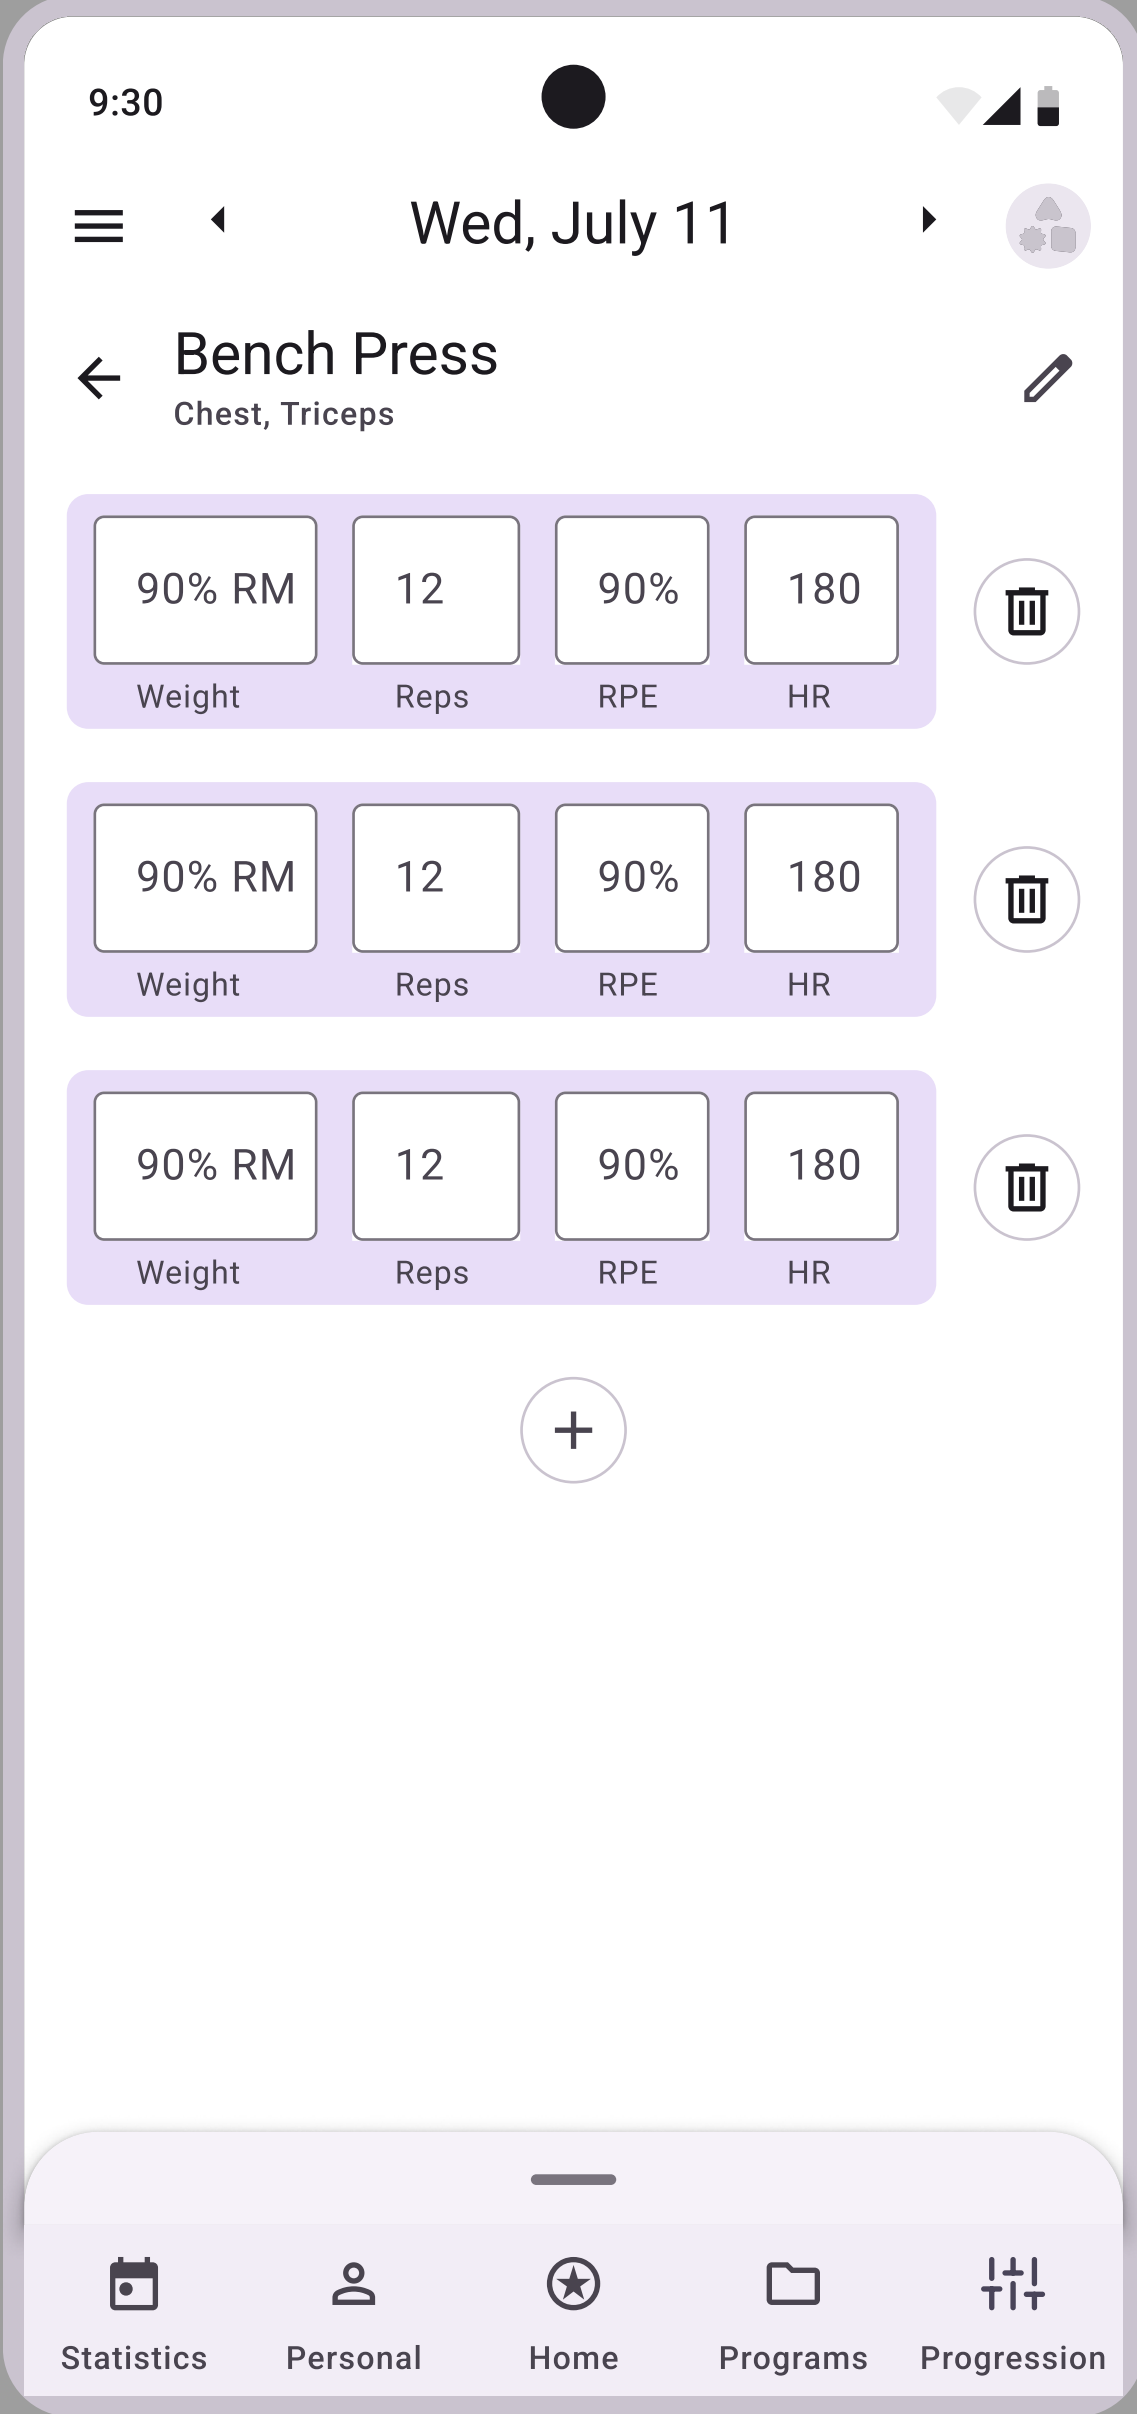 9:30
Wed, July 11
Bench Press
Chest, Triceps
90% RM 12 90% 180
Weight Reps RPE HR
90% RM 12 90% 180
Weight Reps RPE HR
90% RM 12 90% 180
Weight Reps RPE HR
Statistics Personal Home Programs Progression